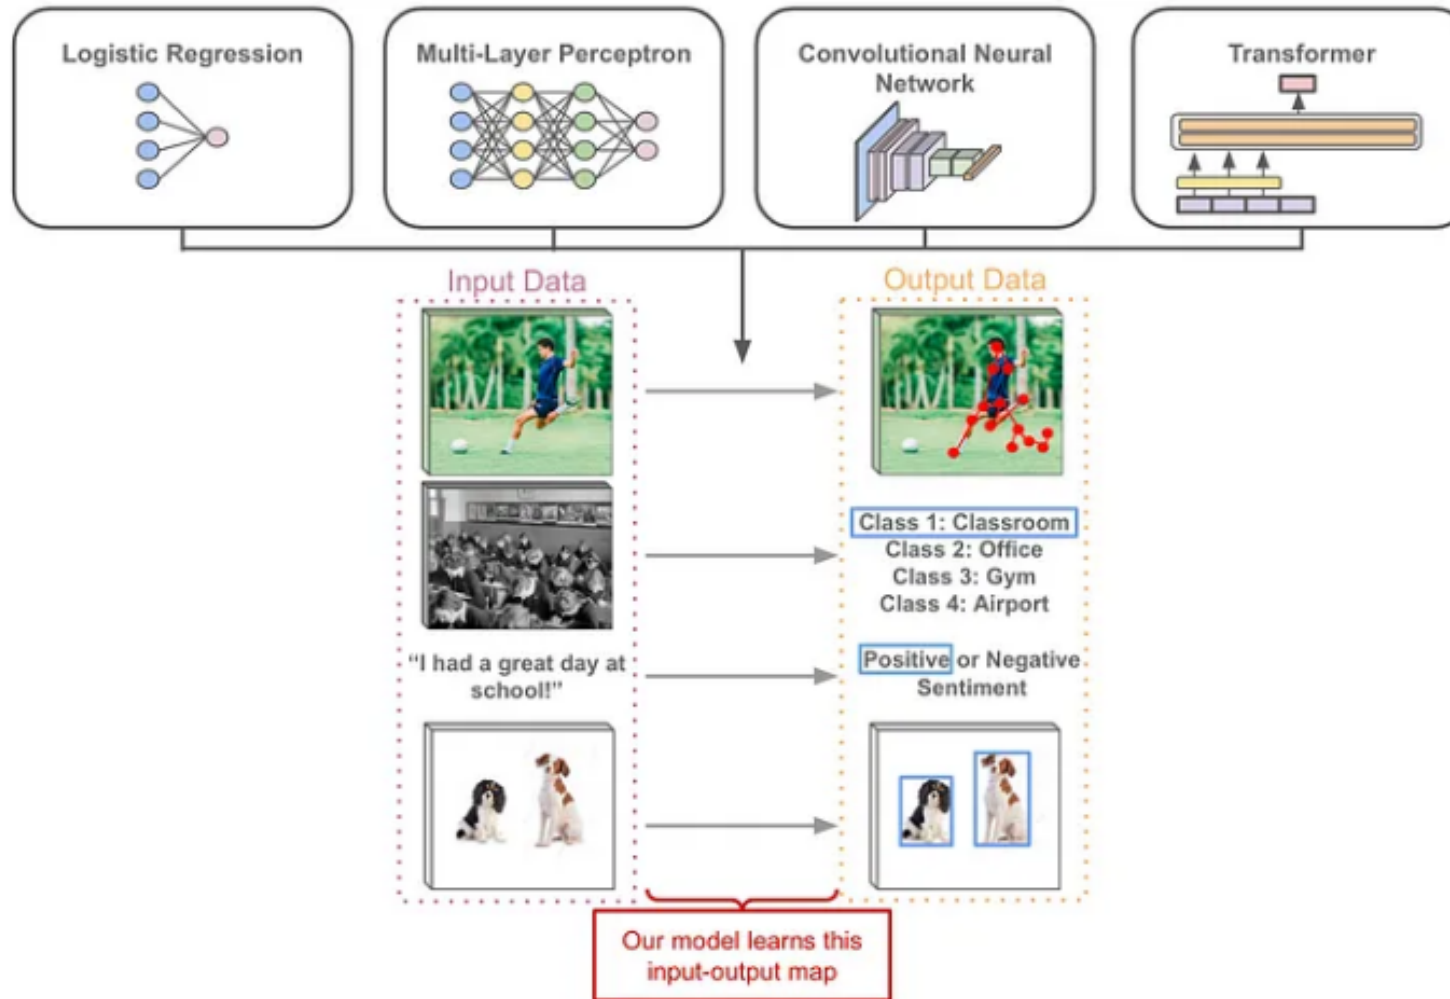 Logistic Regression
Multi-Layer Perceptron
Convolutional Neural
Network
Transformer
Input Data
Output Data
Class 1: Classroom
Class 2: Office
Class 3: Gym
Class 4: Airport
“I had a great day at
school!”
Positive or Negative
Sentiment
Our model learns this
input-output map